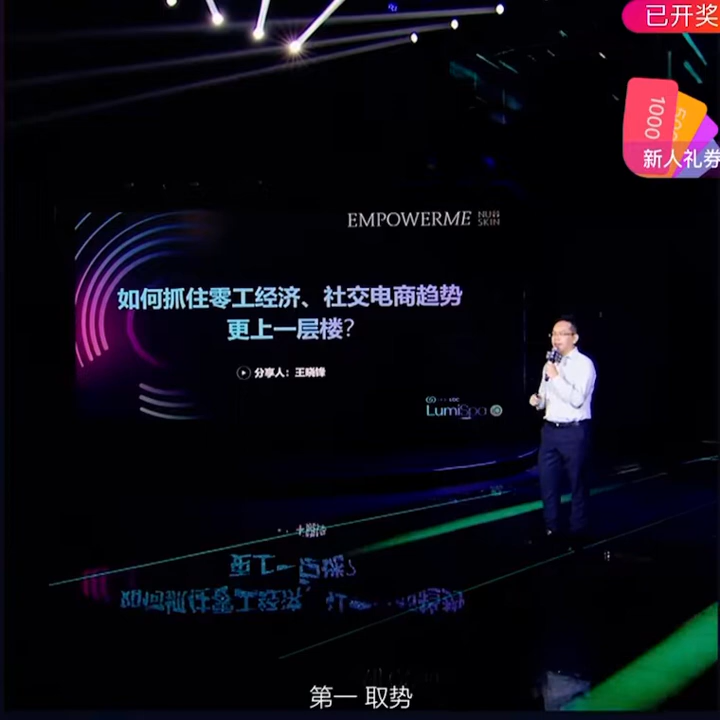 已开奖
1000
500
新人礼券
EMPOWERME NU SKIN
如何抓住零工经济、社交电商趋势
更上一层楼?
分享人：王晓锋
LumiSpa
第一 取势